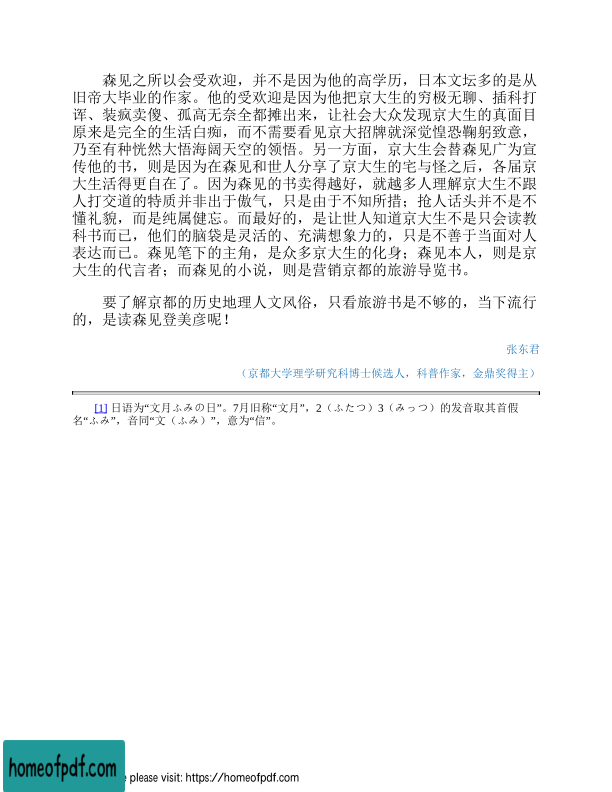 森见之所以会受欢迎，并不是因为他的高学历，日本文坛多的是从
旧帝大毕业的作家。他的受欢迎是因为他把京大生的穷极无聊、插科打
诨、装疯卖傻、孤高无奈全都摊出来，让社会大众发现京大生的真面目
原来是完全的生活白痴，而不需要看见京大招牌就深觉惶恐鞠躬致意，
乃至有种恍然大悟海阔天空的领悟。另一方面，京大生会替森见广为宣
传他的书，则是因为在森见和世人分享了京大生的宅与怪之后，各届京
大生活得更自在了。因为森见的书卖得越好，就越多人理解京大生不跟
人打交道的特质并非出于傲气，只是由于不知所措；抢人话头并不是不
懂礼貌，而是纯属健忘。而最好的，是让世人知道京大生不是只会读教
科书而已，他们的脑袋是灵活的、充满想象力的，只是不善于当面对人
表达而已。森见笔下的主角，是众多京大生的化身；森见本人，则是京
大生的代言者；而森见的小说，则是营销京都的旅游导览书。
要了解京都的历史地理人文风俗，只看旅游书是不够的，当下流行
的，是读森见登美彦呢！
张东君
（京都大学理学研究科博士候选人，科普作家，金鼎奖得主）
[1] 日语为“文月ふみの日”。7月旧称“文月”，2（ふたつ）3（みっつ）的发音取其首假
名“ふみ”，音同“文（ふみ）”，意为“信”。
homeofpdf.com
please visit: https://homeofpdf.com